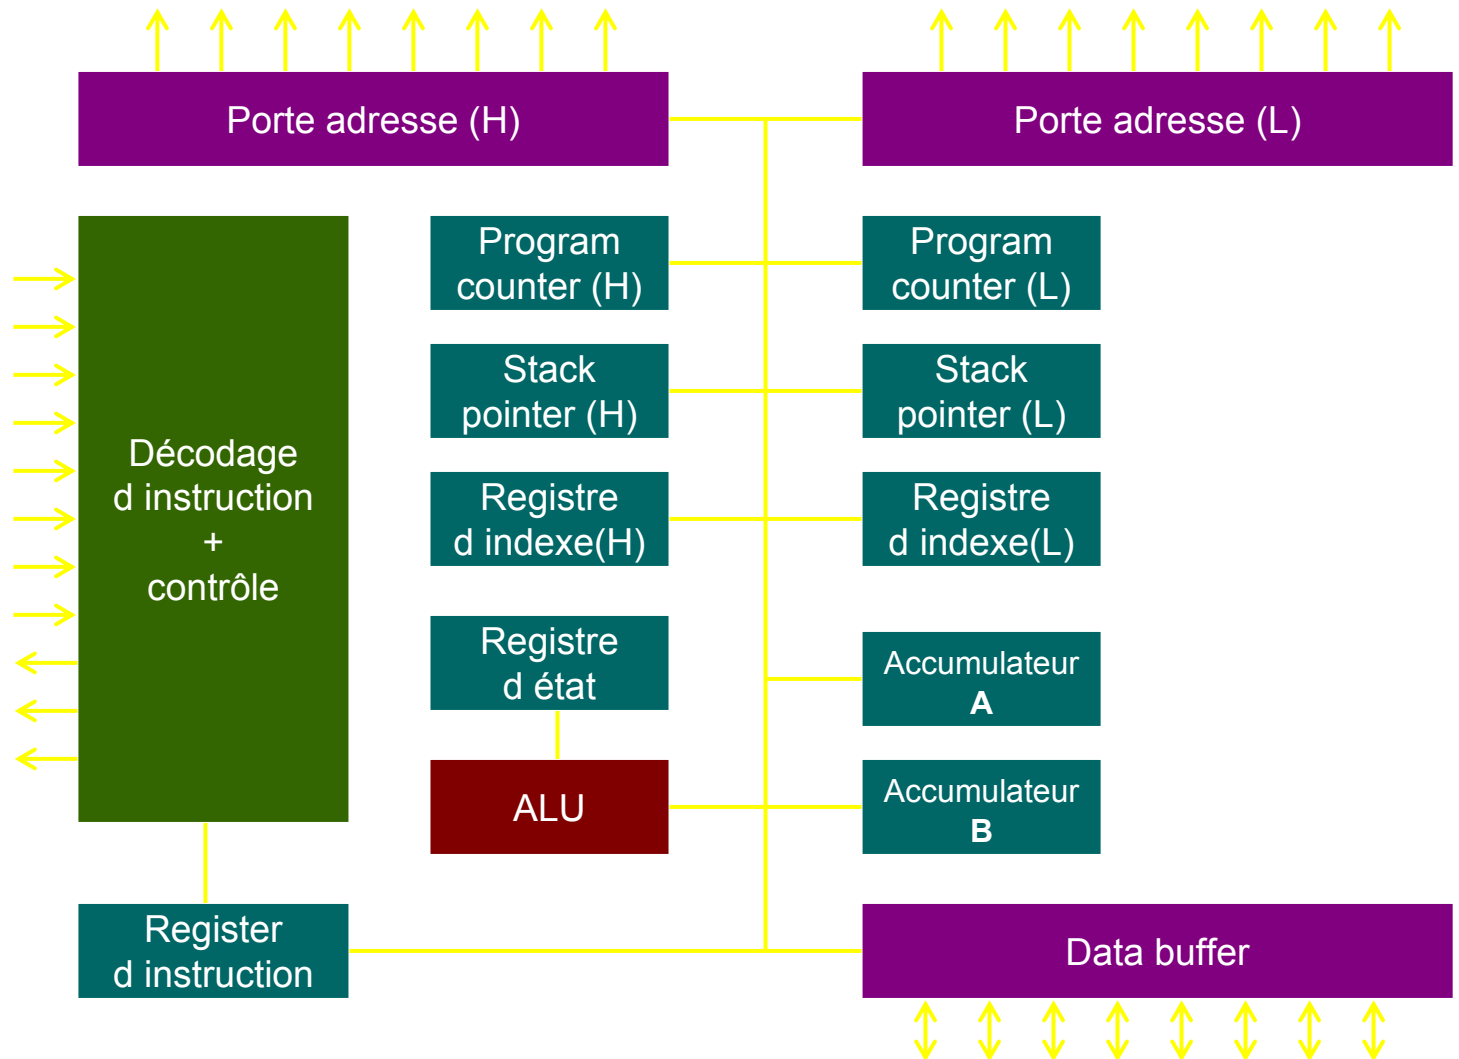 Porte adresse (H)
Porte adresse (L)
Program
counter (H)
Program
counter (L)
Stack
pointer (H)
Stack
pointer (L)
Décodage
d instruction
+
contrôle
Registre
d indexe(H)
Registre
d indexe(L)
Registre
d état
Accumulateur
A
ALU
Accumulateur
B
Register
d instruction
Data buffer